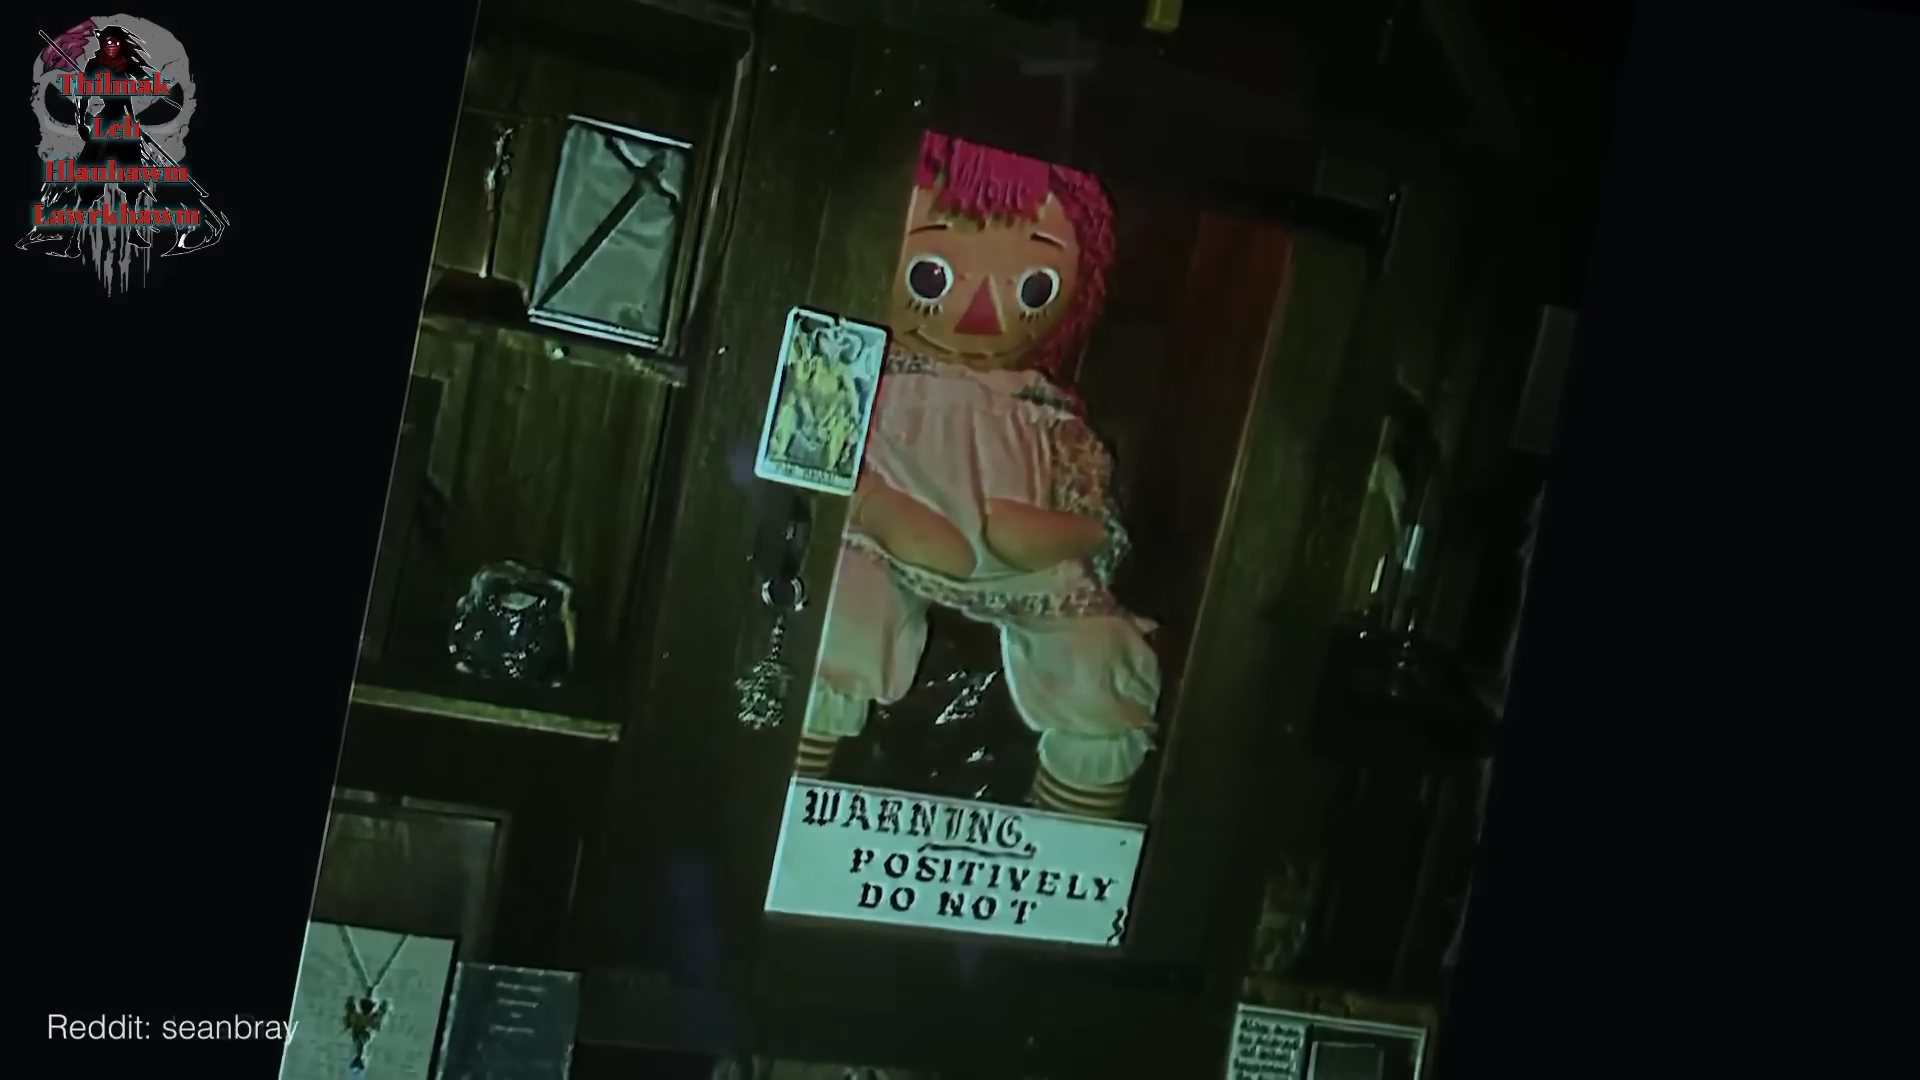 Thilmak
Leh
Hlauhawm
Lawrkhawm
WARNING,
POSITIVELY
DO NOT
Reddit: seanbray